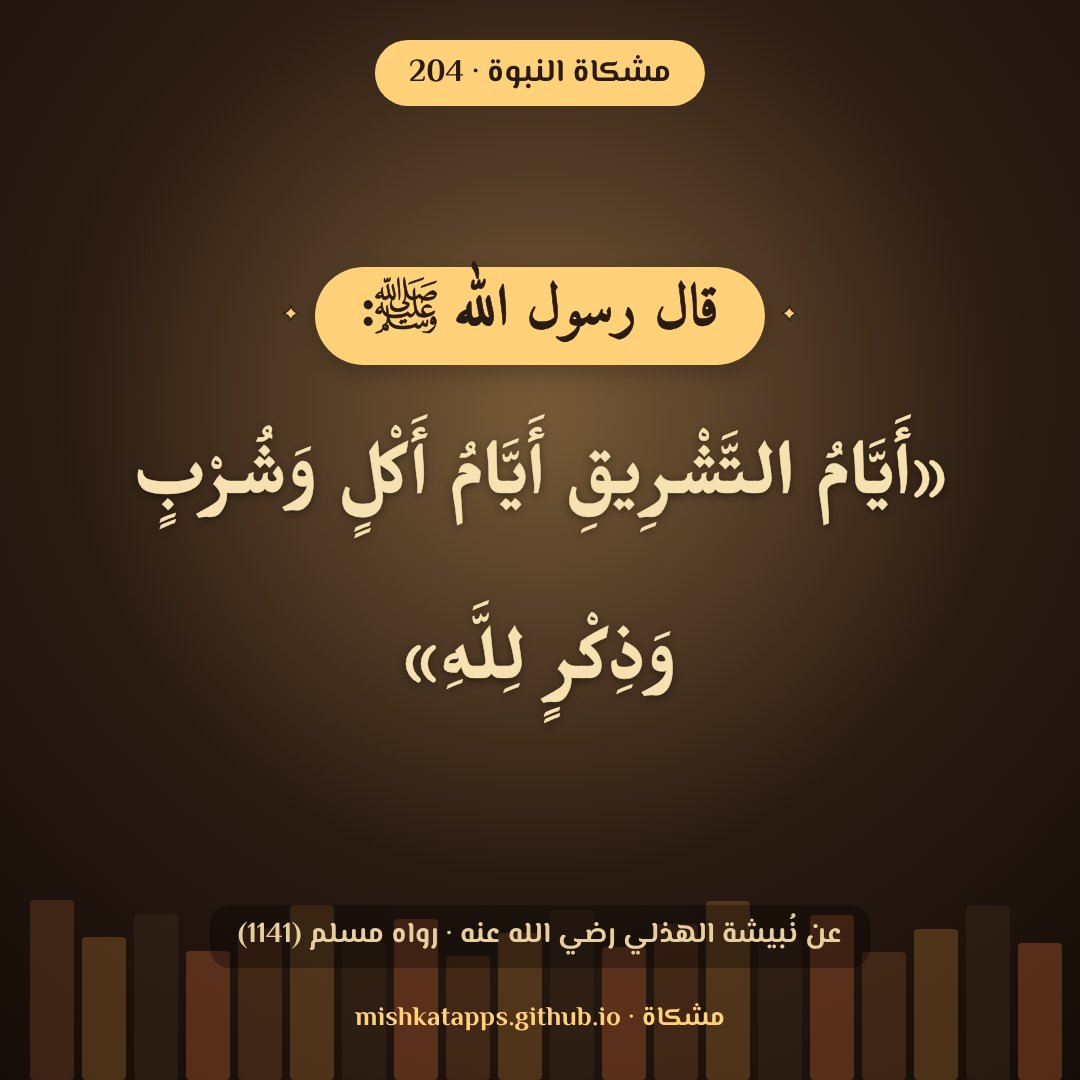 مشكاة النبوة · 204
قال رسول الله ﷺ:
«أَيَّامُ التَّشْرِيقِ أَيَّامُ أَكْلٍ وَشُرْبٍ
وَذِكْرٍ لِلَّهِ»
عن نُبيشة الهذلي رضي الله عنه · رواه مسلم (1141)
مشكاة · mishkatapps.github.io